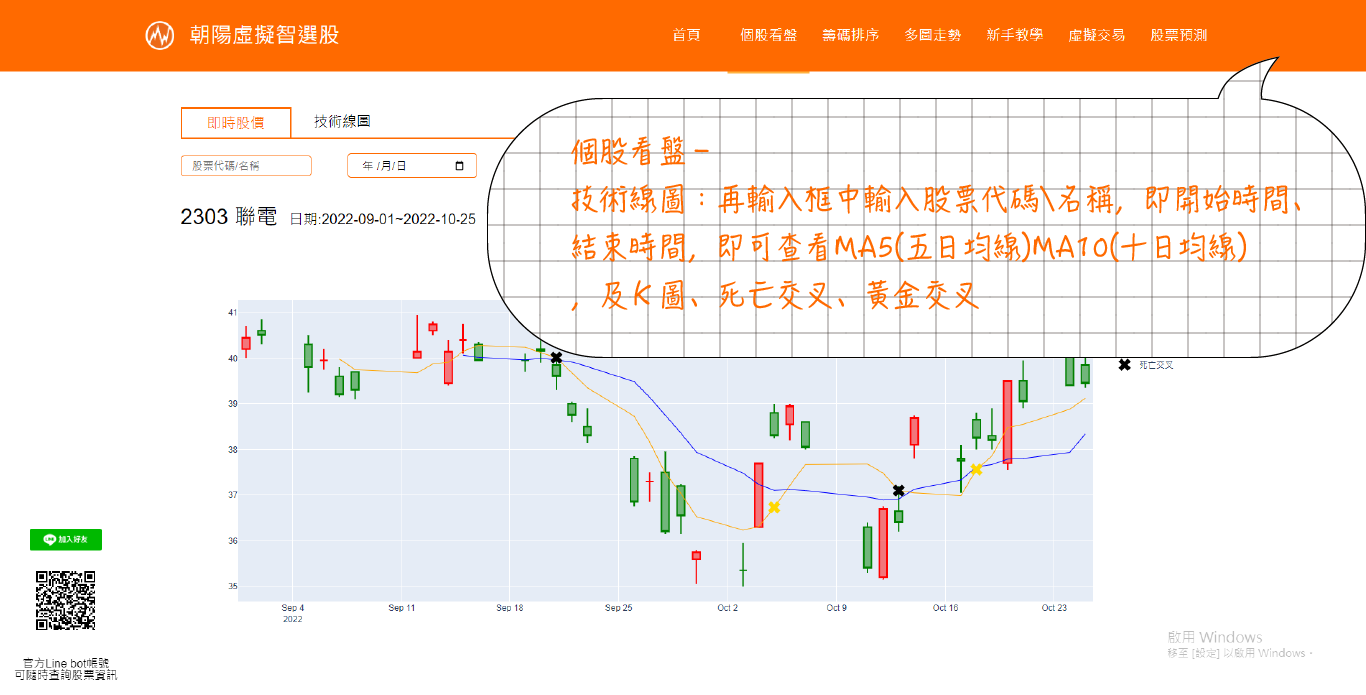 朝陽虛擬智選股
首頁 個股看盤 籌碼排序 多圖走勢 新手教學 虛擬交易 股票預測
即時股價 技術線圖
股票代碼/名稱 年 /月/日
2303 聯電 日期:2022-09-01~2022-10-25
個股看盤-
技術線圖：再輸入框中輸入股票代碼\名稱, 即開始時間、
結束時間, 即可查看MA5(五日均線)MA10(十日均線)
, 及K圖、死亡交叉、黃金交叉
41
40
39
38
37
36
35
死亡交叉
Sep 4 Sep 11 Sep 18 Sep 25 Oct 2 Oct 9 Oct 16 Oct 23
2022
加入好友
官方Line bot帳號
可隨時查詢股票資訊
啟用 Windows
移至 [設定] 以啟用 Windows。